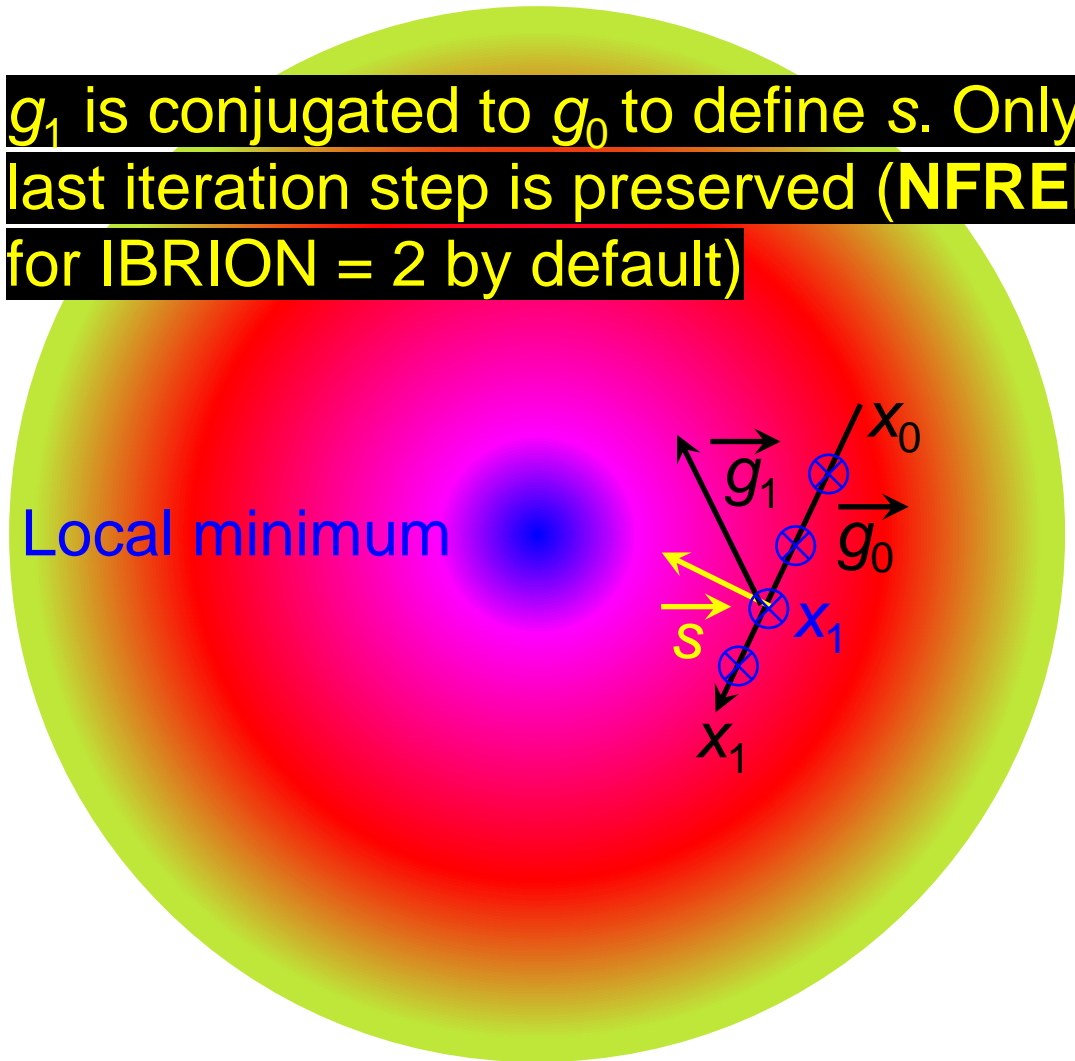 g₁ is conjugated to g₀ to define s. Only
last iteration step is preserved (NFREE
for IBRION = 2 by default)
x₀
g₁
g₀
Local minimum
x₁
s
x₁